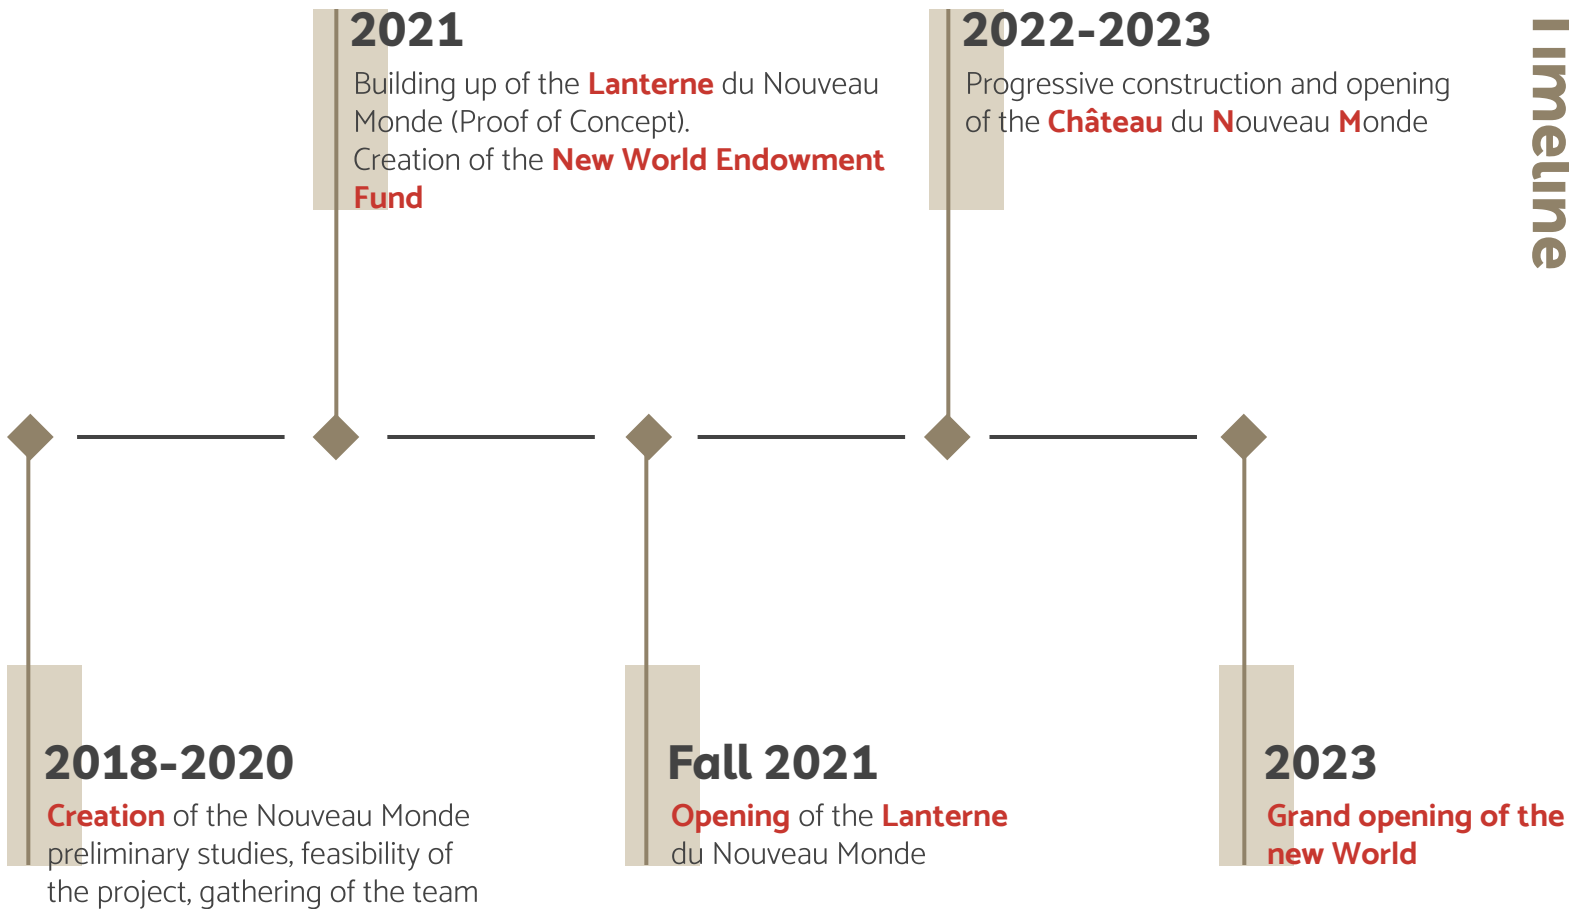 2021
Building up of the Lanterne du Nouveau
Monde (Proof of Concept).
Creation of the New World Endowment
Fund
2022-2023
Progressive construction and opening
of the Château du Nouveau Monde
Timeline
2018-2020
Creation of the Nouveau Monde
preliminary studies, feasibility of
the project, gathering of the team
Fall 2021
Opening of the Lanterne
du Nouveau Monde
2023
Grand opening of the
new World